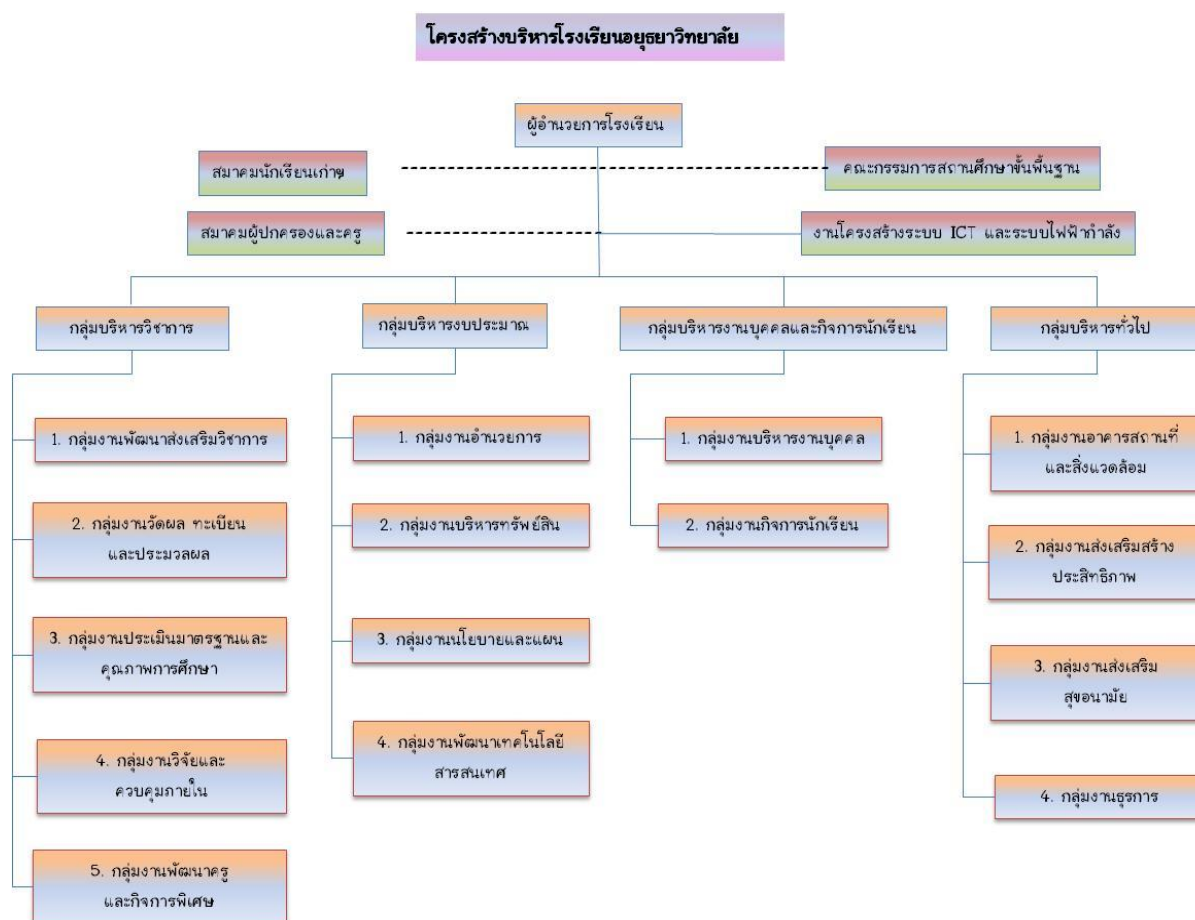 โครงสร้างบริหารโรงเรียนอยุธยาวิทยาลัย
ผู้อำนวยการโรงเรียน
สมาคมนักเรียนเก่าฯ
คณะกรรมการสถานศึกษาขั้นพื้นฐาน
สมาคมผู้ปกครองและครู
งานโครงสร้างระบบ ICT และระบบไฟฟ้ากำลัง
กลุ่มบริหารวิชาการ
กลุ่มบริหารงบประมาณ
กลุ่มบริหารงานบุคคลและกิจการนักเรียน
กลุ่มบริหารทั่วไป
1. กลุ่มงานพัฒนาส่งเสริมวิชาการ
2. กลุ่มงานวัดผล ทะเบียน
และประมวลผล
3. กลุ่มงานประเมินมาตรฐานและ
คุณภาพการศึกษา
4. กลุ่มงานวิจัยและ
ควบคุมภายใน
5. กลุ่มงานพัฒนาครู
และกิจการพิเศษ
1. กลุ่มงานอำนวยการ
2. กลุ่มงานบริหารทรัพย์สิน
3. กลุ่มงานนโยบายและแผน
4. กลุ่มงานพัฒนาเทคโนโลยี
สารสนเทศ
1. กลุ่มงานบริหารงานบุคคล
2. กลุ่มงานกิจการนักเรียน
1. กลุ่มงานอาคารสถานที่
และสิ่งแวดล้อม
2. กลุ่มงานส่งเสริมสร้าง
ประสิทธิภาพ
3. กลุ่มงานส่งเสริม
สุขอนามัย
4. กลุ่มงานธุรการ